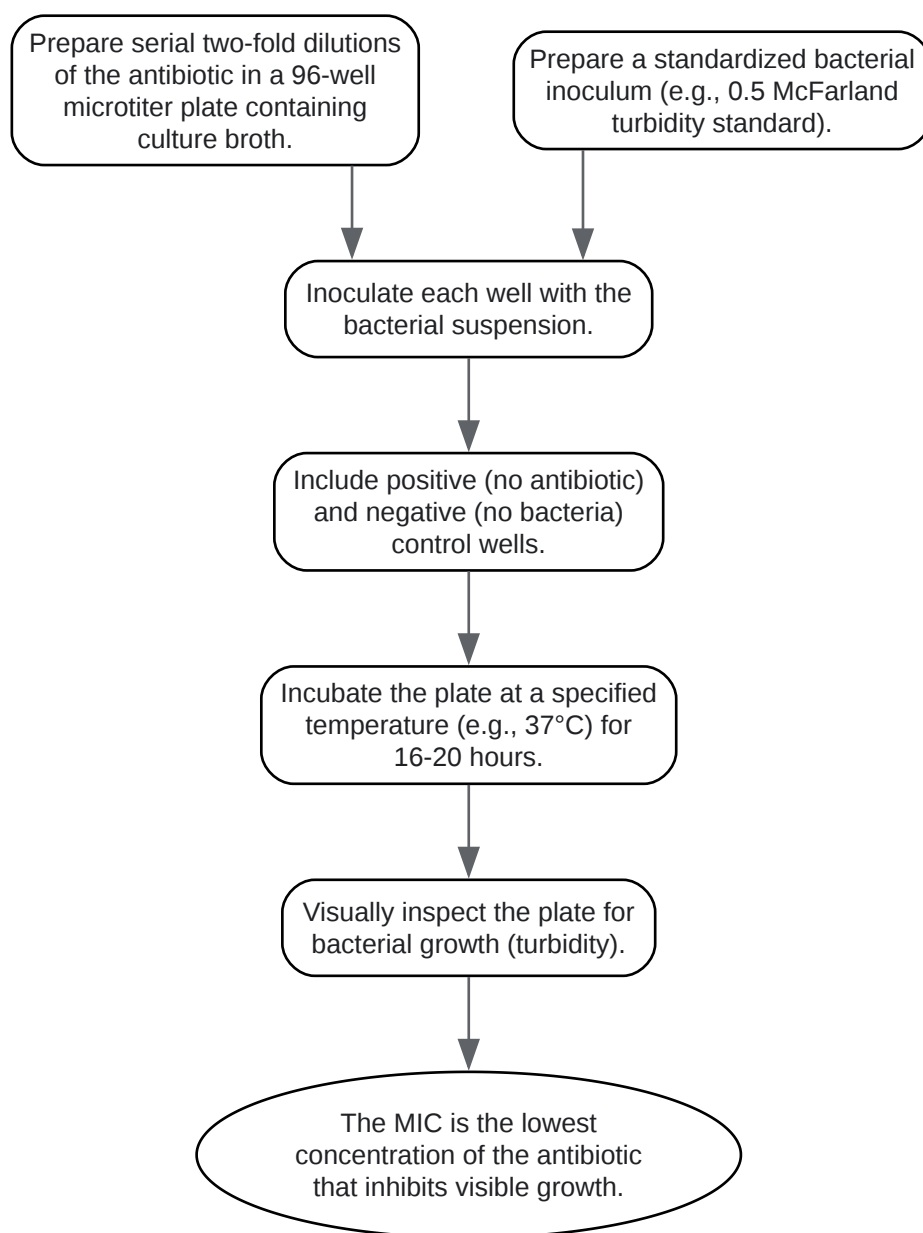 Prepare serial two-fold dilutions
of the antibiotic in a 96-well
microtiter plate containing
culture broth.
Prepare a standardized bacterial
inoculum (e.g., 0.5 McFarland
turbidity standard).
Inoculate each well with the
bacterial suspension.
Include positive (no antibiotic)
and negative (no bacteria)
control wells.
Incubate the plate at a specified
temperature (e.g., 37°C) for
16-20 hours.
Visually inspect the plate for
bacterial growth (turbidity).
The MIC is the lowest
concentration of the antibiotic
that inhibits visible growth.